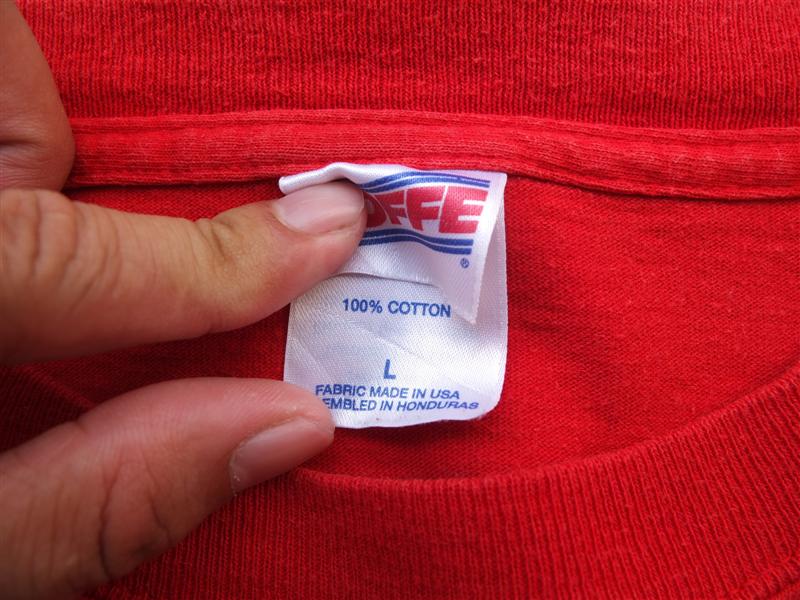 OFFE
®
100% COTTON
L
FABRIC MADE IN USA
EMBLED IN HONDURAS